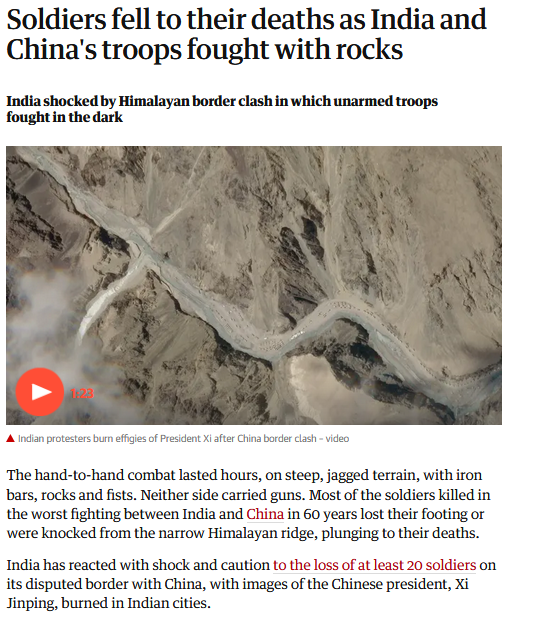 Soldiers fell to their deaths as India and
China's troops fought with rocks
India shocked by Himalayan border clash in which unarmed troops
fought in the dark
1:23
Indian protesters burn effigies of President Xi after China border clash – video
The hand-to-hand combat lasted hours, on steep, jagged terrain, with iron
bars, rocks and fists. Neither side carried guns. Most of the soldiers killed in
the worst fighting between India and China in 60 years lost their footing or
were knocked from the narrow Himalayan ridge, plunging to their deaths.
India has reacted with shock and caution to the loss of at least 20 soldiers on
its disputed border with China, with images of the Chinese president, Xi
Jinping, burned in Indian cities.